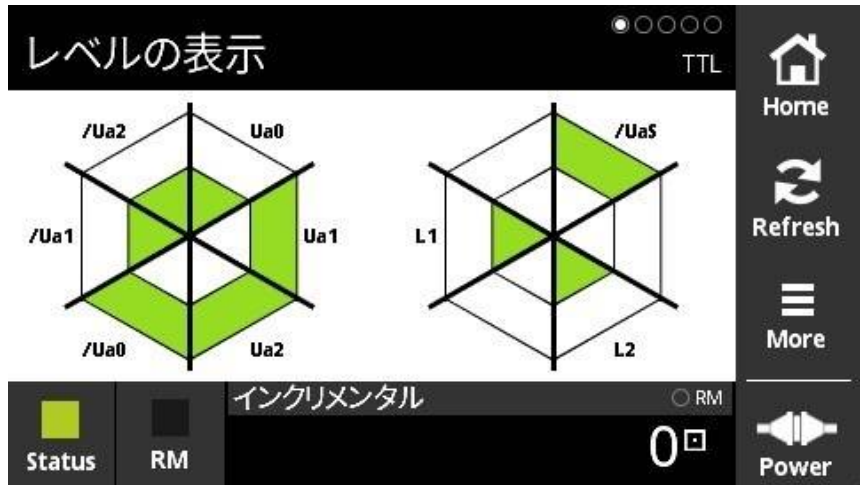 レベルの表示
TTL
/Ua2
Ua0
/Ua1
Ua1
/Ua0
Ua2
/UaS
L1
L2
Home
Refresh
More
Power
Status
RM
インクリメンタル
RM
0